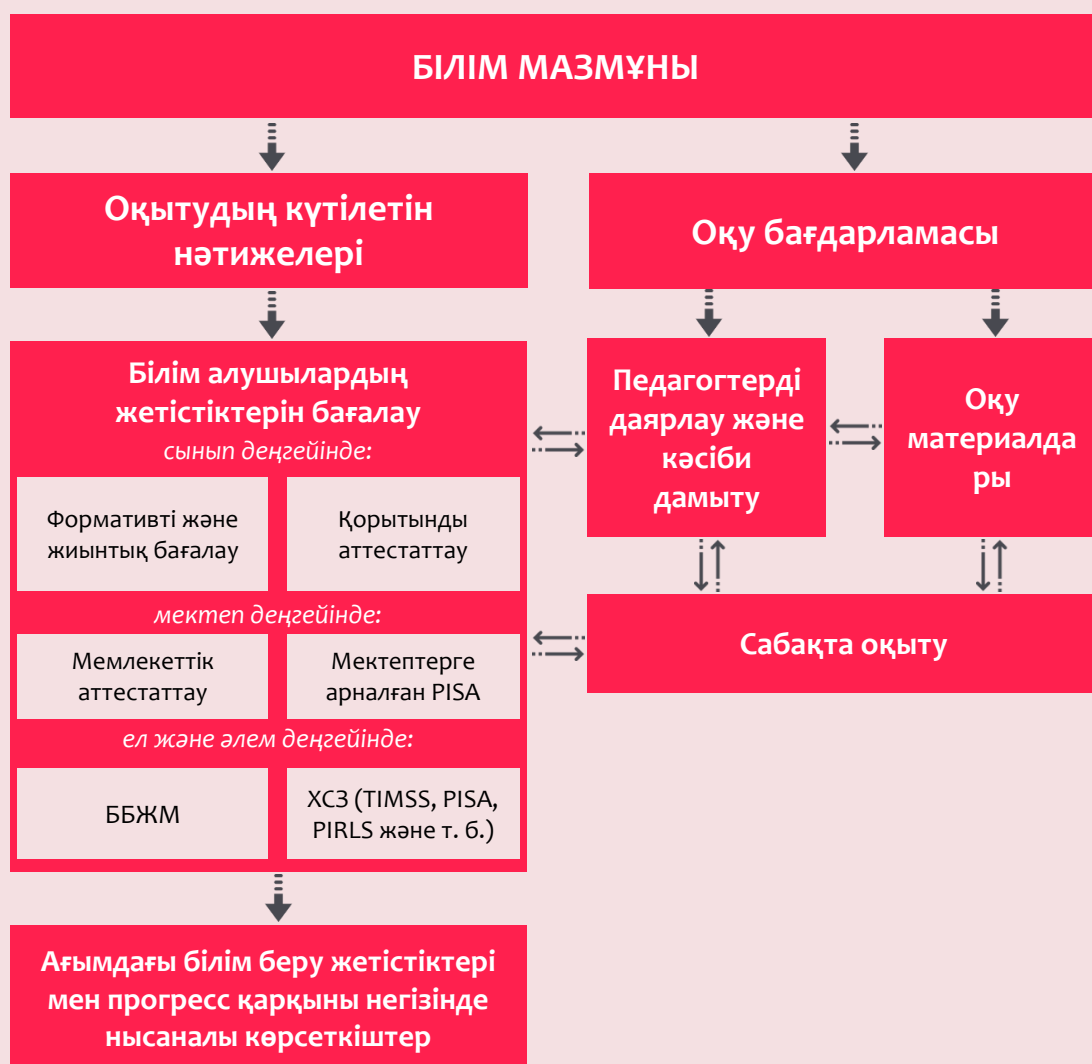 БІЛІМ МАЗМҰНЫ
Оқытудың күтілетін
нәтижелері
Оқу бағдарламасы
Білім алушылардың
жетістіктерін бағалау
сынып деңгейінде:
Формативті және
жиынтық бағалау
Қорытынды
аттестаттау
мектеп деңгейінде:
Мемлекеттік
аттестаттау
Мектептерге
арналған PISA
ел және әлем деңгейінде:
ББЖМ
ХСЗ (TIMSS, PISA,
PIRLS және т. б.)
Педагогтерді
даярлау және
кәсіби
дамыту
Оқу
материалда
ры
Сабақта оқыту
Ағымдағы білім беру жетістіктері
мен прогресс қарқыны негізінде
нысаналы көрсеткіштер